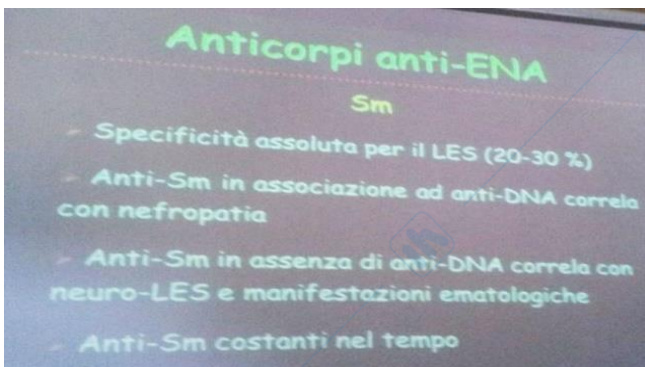 Anticorpi anti-ENA
Sm
Specificità assoluta per il LES (20-30 %)
Anti-Sm in associazione ad anti-DNA correla
con nefropatia
Anti-Sm in assenza di anti-DNA correla con
neuro-LES e manifestazioni ematologiche
Anti-Sm costanti nel tempo